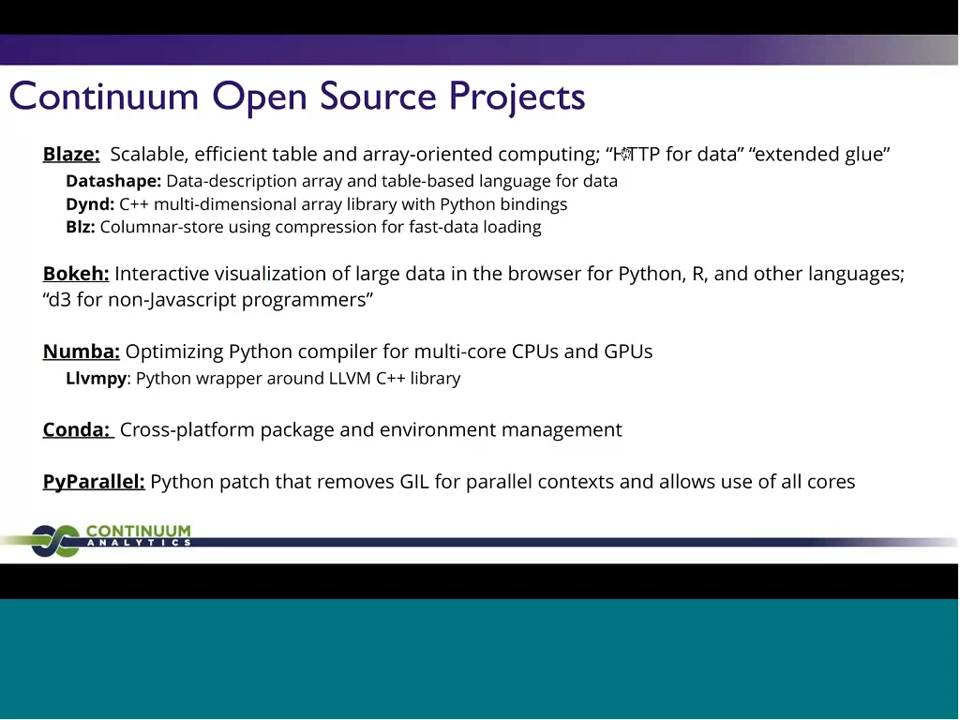 Continuum Open Source Projects
Blaze: Scalable, efficient table and array-oriented computing; “HTTP for data” “extended glue”
Datashape: Data-description array and table-based language for data
Dynd: C++ multi-dimensional array library with Python bindings
Blz: Columnar-store using compression for fast-data loading
Bokeh: Interactive visualization of large data in the browser for Python, R, and other languages;
“d3 for non-Javascript programmers”
Numba: Optimizing Python compiler for multi-core CPUs and GPUs
Llvmpy: Python wrapper around LLVM C++ library
Conda: Cross-platform package and environment management
PyParallel: Python patch that removes GIL for parallel contexts and allows use of all cores
CONTINUUM
ANALYTICS